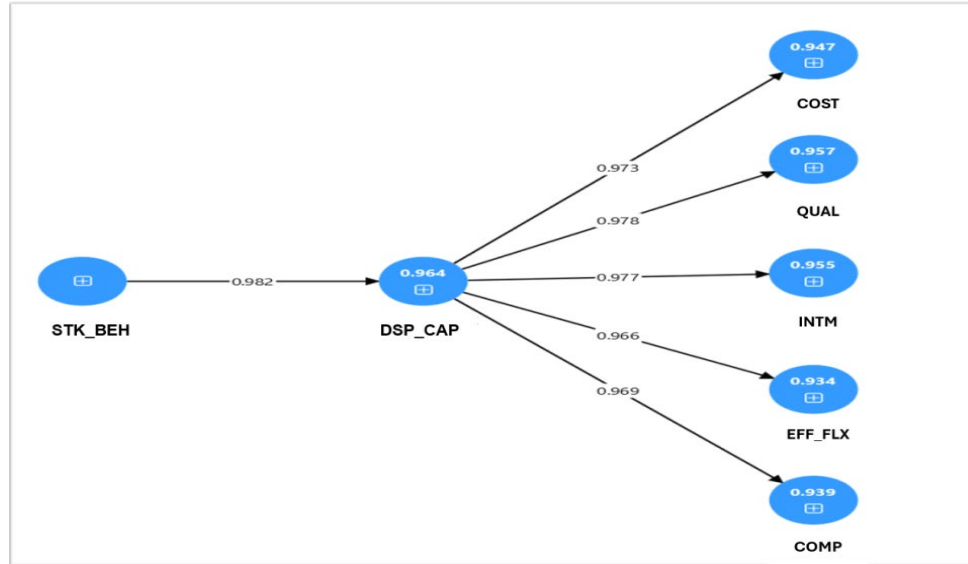 0.947
COST
0.973
0.957
QUAL
0.978
0.982
STK_BEH
0.964
DSP_CAP
0.977
0.955
INTM
0.966
0.934
EFF_FLX
0.969
0.939
COMP